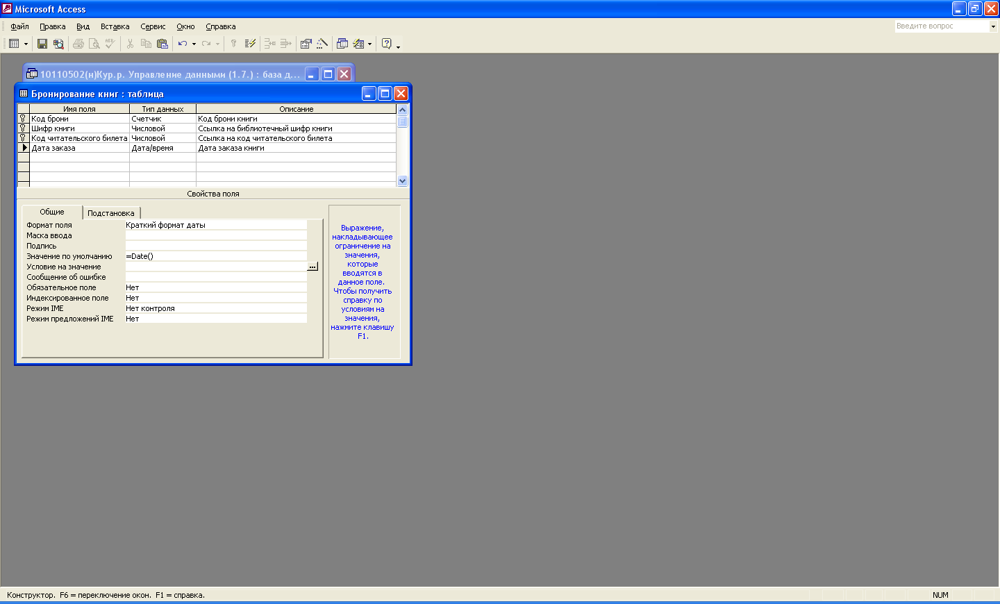 Microsoft Access
Файл Правка Вид Вставка Сервис Окно Справка
Введите вопрос
10110502(н)Кур.р. Управление данными (1.7.) : база д...
Бронирование книг : таблица
Имя поля Тип данных Описание
Код брони Счетчик Код брони книги
Шифр книги Числовой Ссылка на библиотечный шифр книги
Код читательского билета Числовой Ссылка на код читательского билета
Дата заказа Дата/время Дата заказа книги
Свойства поля
Общие Подстановка
Формат поля Краткий формат даты
Маска ввода
Подпись
Значение по умолчанию =Date()
Условие на значение ...
Сообщение об ошибке
Обязательное поле Нет
Индексированное поле Нет
Режим IME Нет контроля
Режим предложений IME Нет
Выражение,
накладывающее
ограничение на
значения,
которые
вводятся в
данное поле.
Чтобы получить
справку по
условиям на
значения,
нажмите клавишу
F1.
Конструктор. F6 = переключение окон. F1 = справка.
NUM